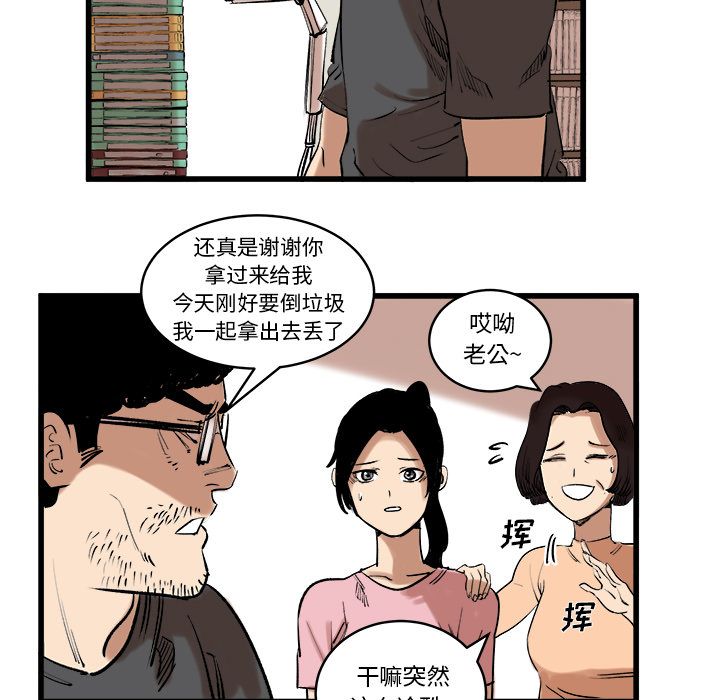 还真是谢谢你
拿过来给我
今天刚好要倒垃圾
我一起拿出去丢了
哎呦
老公~
挥
挥
干嘛突然